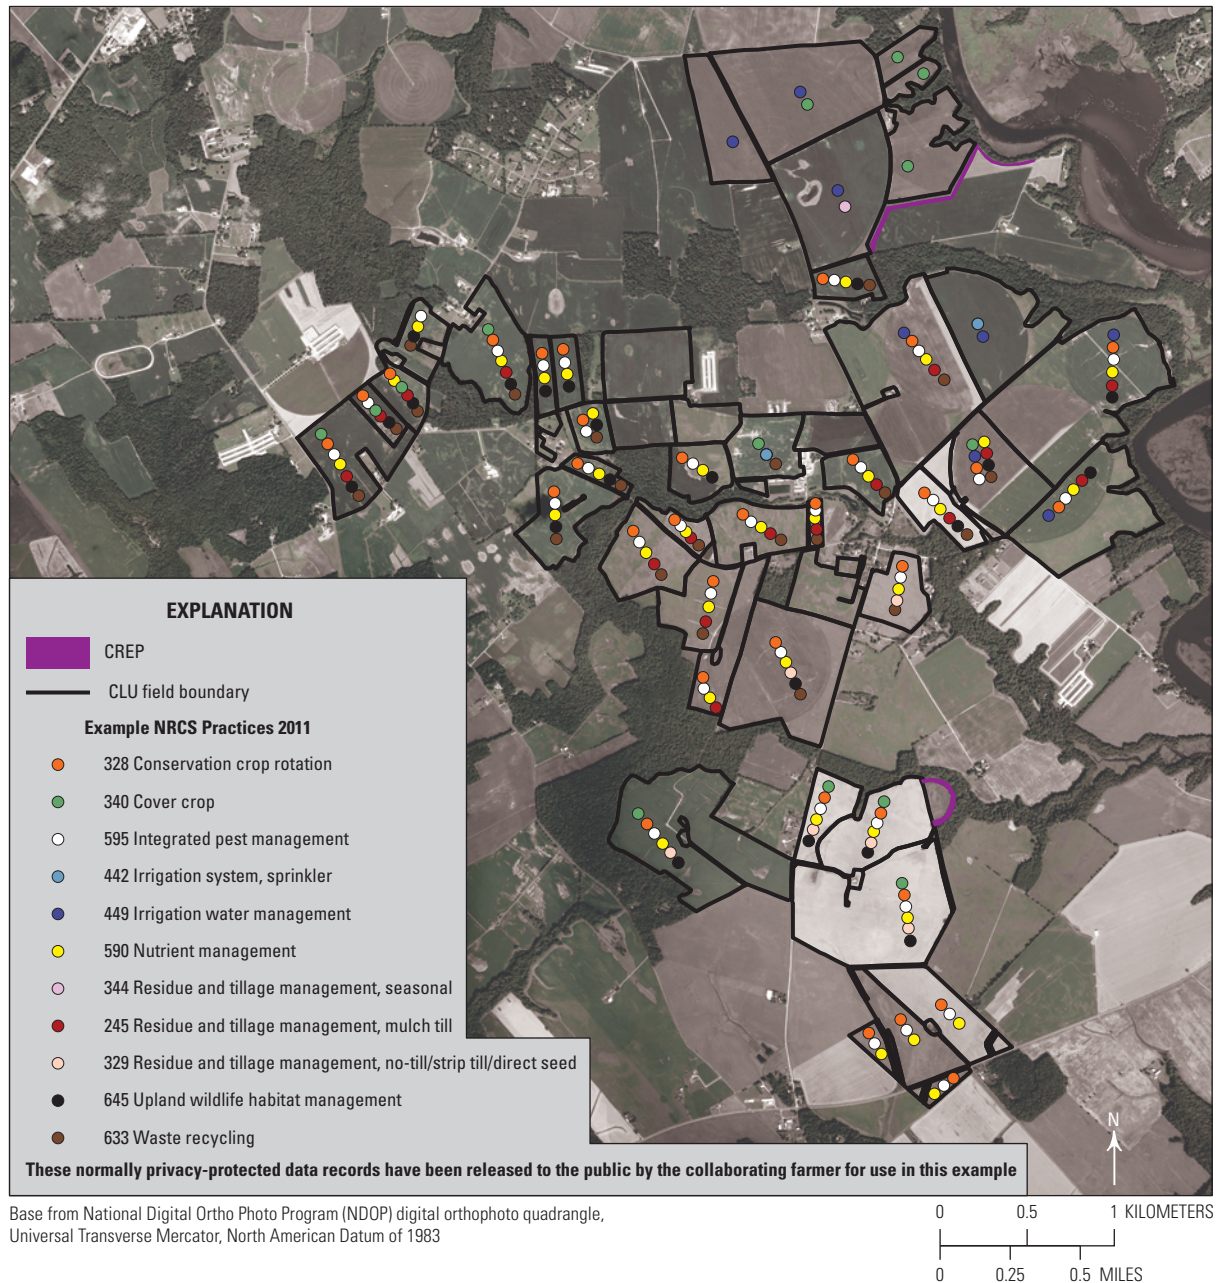 EXPLANATION
CREP
CLU field boundary
Example NRCS Practices 2011
328 Conservation crop rotation
340 Cover crop
595 Integrated pest management
442 Irrigation system, sprinkler
449 Irrigation water management
590 Nutrient management
344 Residue and tillage management, seasonal
245 Residue and tillage management, mulch till
329 Residue and tillage management, no-till/strip till/direct seed
645 Upland wildlife habitat management
633 Waste recycling
These normally privacy-protected data records have been released to the public by the collaborating farmer for use in this example
N
Base from National Digital Ortho Photo Program (NDOP) digital orthophoto quadrangle,
Universal Transverse Mercator, North American Datum of 1983
0 0.5 1 KILOMETERS
0 0.25 0.5 MILES